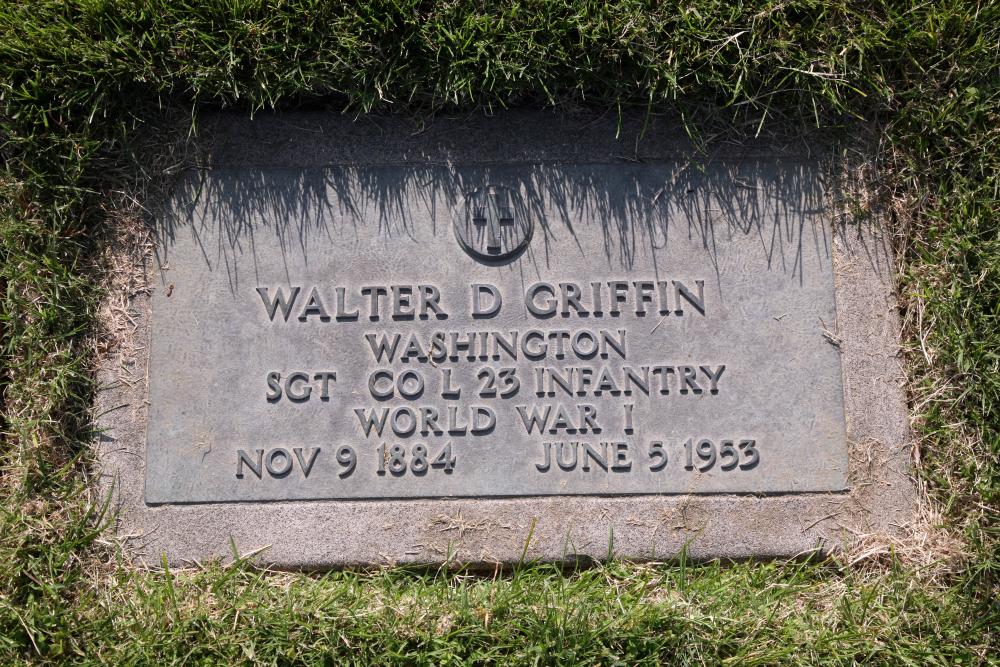 WALTER D GRIFFIN
WASHINGTON
SGT CO L 23 INFANTRY
WORLD WAR I
NOV 9 1884 JUNE 5 1953